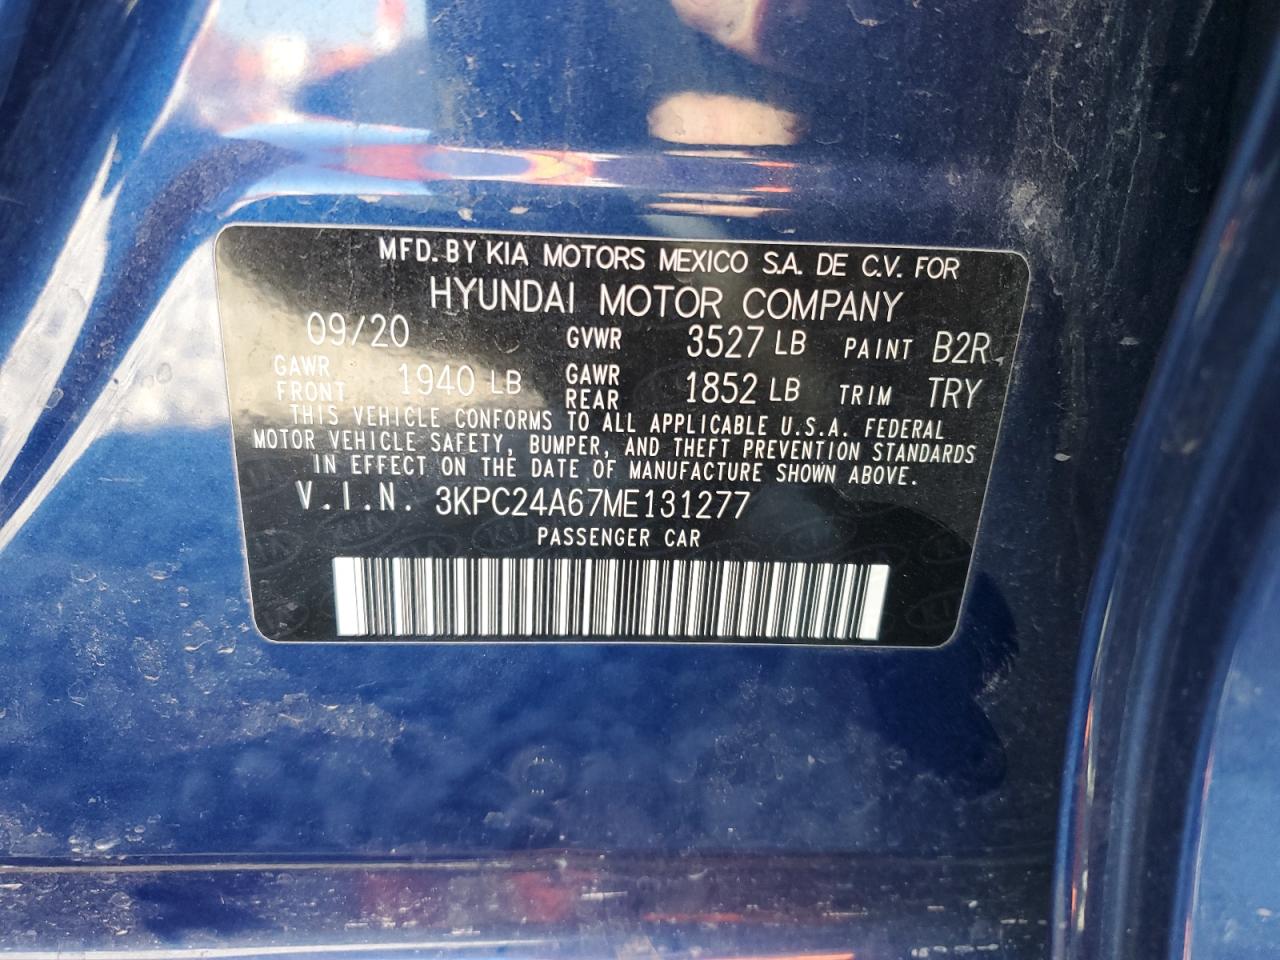 MFD. BY KIA MOTORS MEXICO S.A. DE C.V. FOR
HYUNDAI MOTOR COMPANY
09/20 GVWR 3527 LB PAINT B2R
GAWR FRONT 1940 LB GAWR REAR 1852 LB TRIM TRY
THIS VEHICLE CONFORMS TO ALL APPLICABLE U.S.A. FEDERAL
MOTOR VEHICLE SAFETY, BUMPER, AND THEFT PREVENTION STANDARDS
IN EFFECT ON THE DATE OF MANUFACTURE SHOWN ABOVE.
V.I.N. 3KPC24A67ME131277
PASSENGER CAR